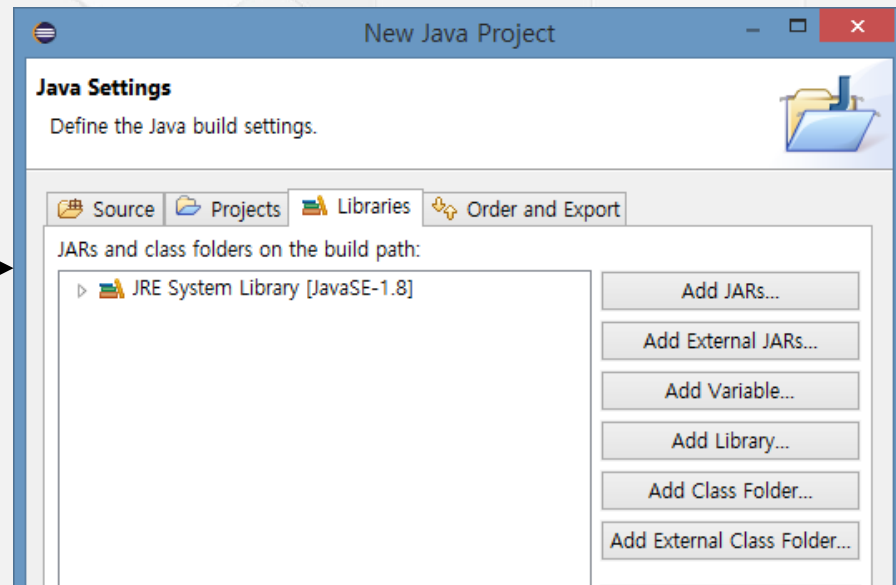 New Java Project
Java Settings
Define the Java build settings.
Source Projects Libraries Order and Export
JARs and class folders on the build path:
JRE System Library [JavaSE-1.8]
Add JARs...
Add External JARs...
Add Variable...
Add Library...
Add Class Folder...
Add External Class Folder...